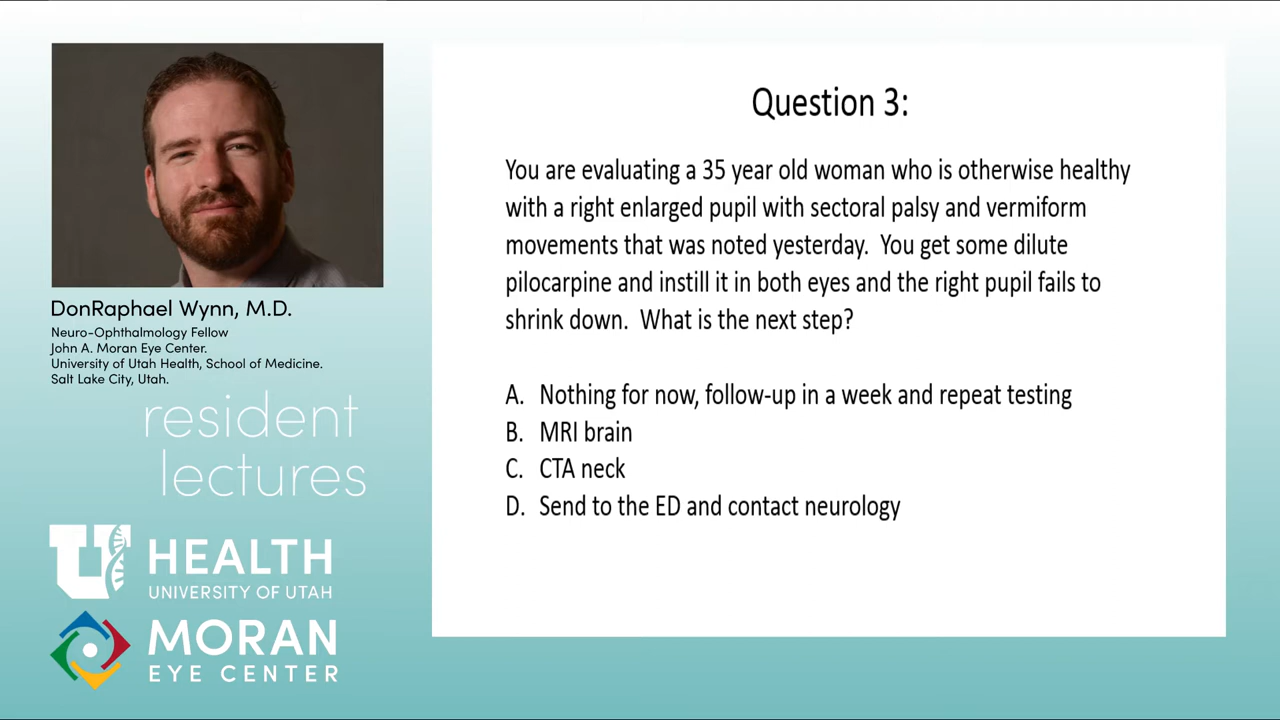 DonRaphael Wynn, M.D.
Neuro-Ophthalmology Fellow
John A. Moran Eye Center.
University of Utah Health, School of Medicine.
Salt Lake City, Utah.
resident
lectures
U HEALTH
UNIVERSITY OF UTAH
MORAN
EYE CENTER
Question 3:
You are evaluating a 35 year old woman who is otherwise healthy
with a right enlarged pupil with sectoral palsy and vermiform
movements that was noted yesterday.  You get some dilute
pilocarpine and instill it in both eyes and the right pupil fails to
shrink down.  What is the next step?
A. Nothing for now, follow-up in a week and repeat testing
B. MRI brain
C. CTA neck
D. Send to the ED and contact neurology